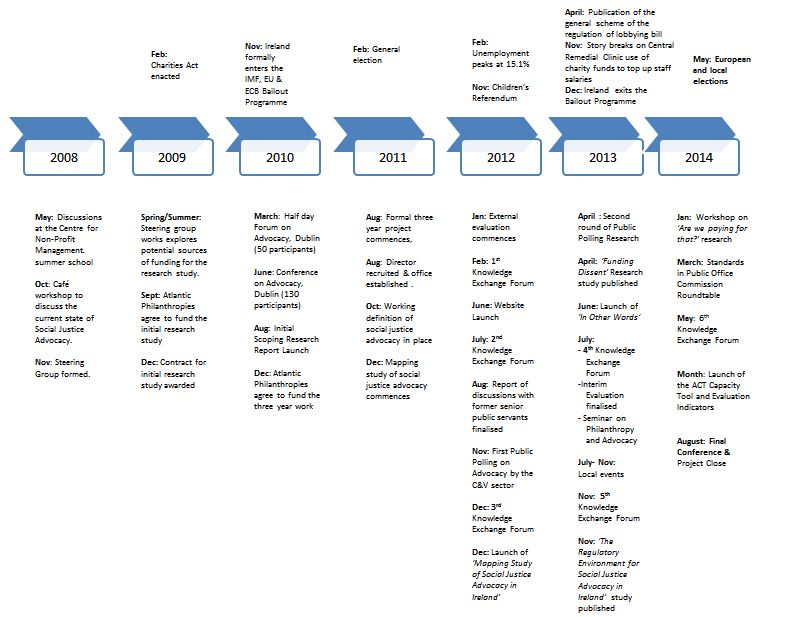 Feb:
Charities Act
enacted
Nov: Ireland
formally
enters the
IMF, EU &
ECB Bailout
Programme
Feb: General
election
Feb:
Unemployment
peaks at 15.1%
Nov: Children's
Referendum
April: Publication of the
general scheme of the
regulation of lobbying bill
Nov: Story breaks on Central
Remedial Clinic use of
charity funds to top up staff
salaries
Dec: Ireland exits the
Bailout Programme
May: European
and local
elections
2008
2009
2010
2011
2012
2013
2014
May: Discussions
at the Centre for
Non-Profit
Management.
summer school
Oct: Café
workshop to
discuss the
current state of
Social Justice
Advocacy.
Nov: Steering
Group formed.
Spring/Summer:
Steering group
works explores
potential sources
of funding for the
research study.
Sept: Atlantic
Philanthropies
agree to fund the
initial research
study
Dec: Contract for
initial research
study awarded
March: Half day
Forum on
Advocacy, Dublin
(50 participants)
June: Conference
on Advocacy,
Dublin (130
participants)
Aug: Initial
Scoping Research
Report Launch
Dec: Atlantic
Philanthropies
agree to fund the
three year work
Aug: Formal three
year project
commences,
Aug: Director
recruited & office
established .
Oct: Working
definition of
social justice
advocacy in place
Dec: Mapping
study of social
justice advocacy
commences
Jan: External
evaluation
commences
Feb: 1st
Knowledge
Exchange Forum
June: Website
Launch
July: 2nd
Knowledge
Exchange Forum
Aug: Report of
discussions with
former senior
public servants
finalised
Nov: First Public
Polling on
Advocacy by the
C&V sector
Dec: 3rd
Knowledge
Exchange Forum
Dec: Launch of
'Mapping Study
of Social Justice
Advocacy in
Ireland'
April : Second
round of Public
Polling Research
April: 'Funding
Dissent' Research
study published
June: Launch of
'In Other Words'
July:
- 4th Knowledge
Exchange
Forum
-Interim
Evaluation
finalised
- Seminar on
Philanthropy
and Advocacy
July- Nov:
Local events
Nov: 5th
Knowledge
Exchange Forum
Nov: 'The
Regulatory
Environment for
Social Justice
Advocacy in
Ireland' study
published
Jan: Workshop on
'Are we paying for
that?' research
March: Standards
in Public Office
Commission
Roundtable
May: 6th
Knowledge
Exchange Forum
Month: Launch of
the ACT Capacity
Tool and Evaluation
Indicators
August: Final
Conference &
Project Close